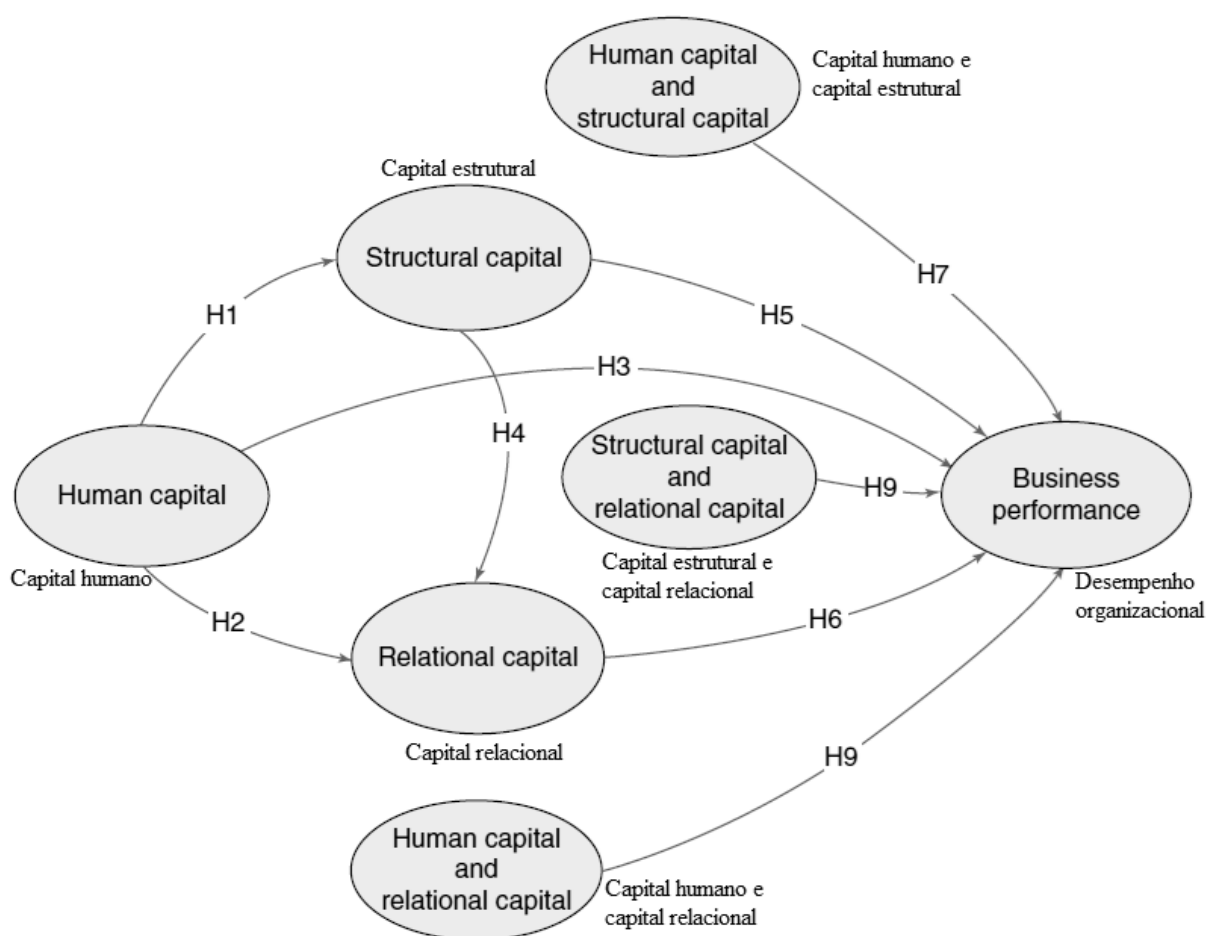 Human capital
and
structural capital
Capital humano e
capital estrutural
Capital estrutural
Structural capital
H7
H1
H5
H3
H4
Structural capital
and
relational capital
H9
Business
performance
Human capital
Capital humano
Capital estrutural e
capital relacional
Desempenho
organizacional
H2
H6
Relational capital
Capital relacional
H9
Human capital
and
relational capital
Capital humano e
capital relacional